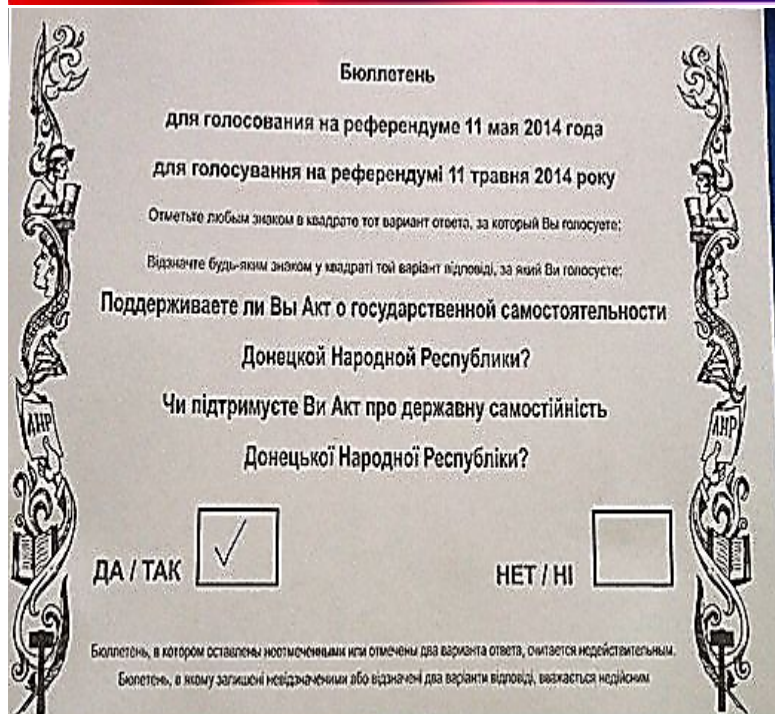 Бюллетень
для голосования на референдуме 11 мая 2014 года
для голосування на референдумі 11 травня 2014 року
Отметьте любым знаком в квадрате тот вариант ответа, за который Вы голосуете:
Відзначте будь-яким знаком у квадраті той варіант відповіді, за який Ви голосуєте:
Поддерживаете ли Вы Акт о государственной самостоятельности
Донецкой Народной Республики?
Чи підтримуєте Ви Акт про державну самостійність
Донецької Народної Республіки?
ДНР ДНР
ДА / ТАК НЕТ / НІ
Бюллетень, в котором оставлены неотмеченными или отмечены два варианта ответа, считается недействительным.
Бюлетень, в якому залишені невідзначеними або відзначені два варіанти відповіді, вважається недійсним